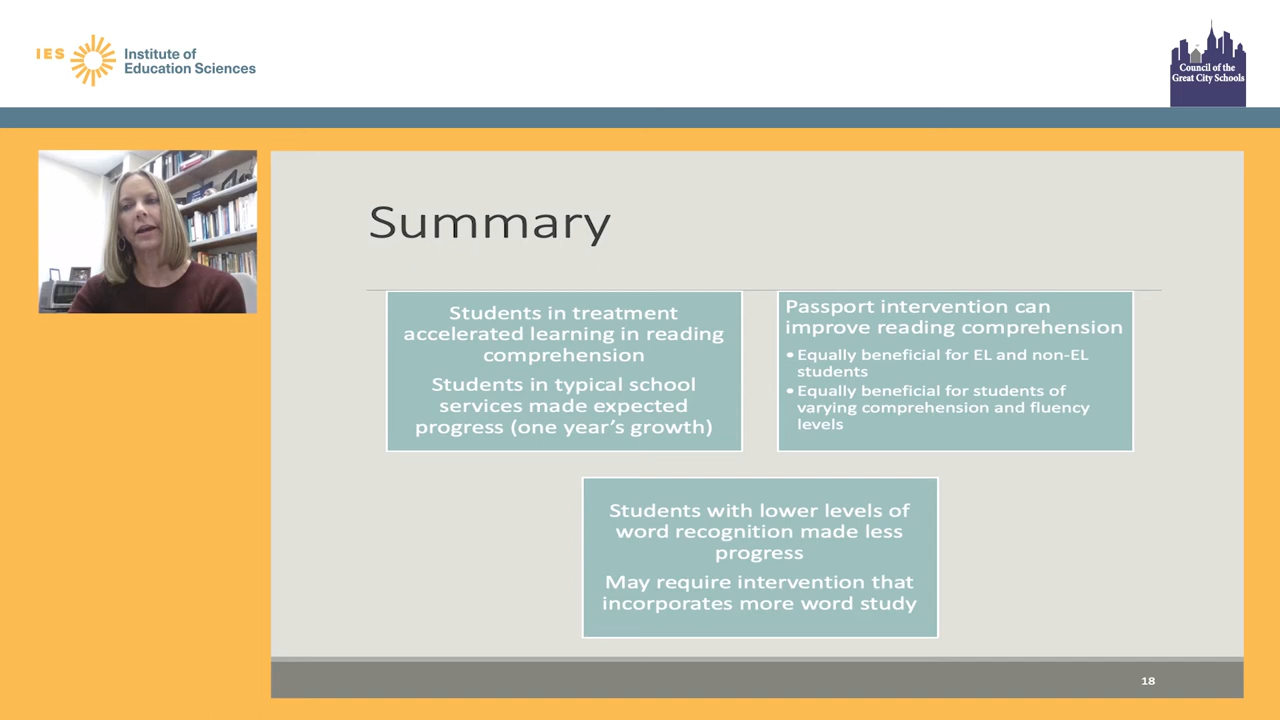 IES
Institute of
Education Sciences
Council of the
Great City Schools
Summary
Students in treatment
accelerated learning in reading
comprehension
Students in typical school
services made expected
progress (one year’s growth)
Passport intervention can
improve reading comprehension
• Equally beneficial for EL and non-EL
students
• Equally beneficial for students of
varying comprehension and fluency
levels
Students with lower levels of
word recognition made less
progress
May require intervention that
incorporates more word study
18